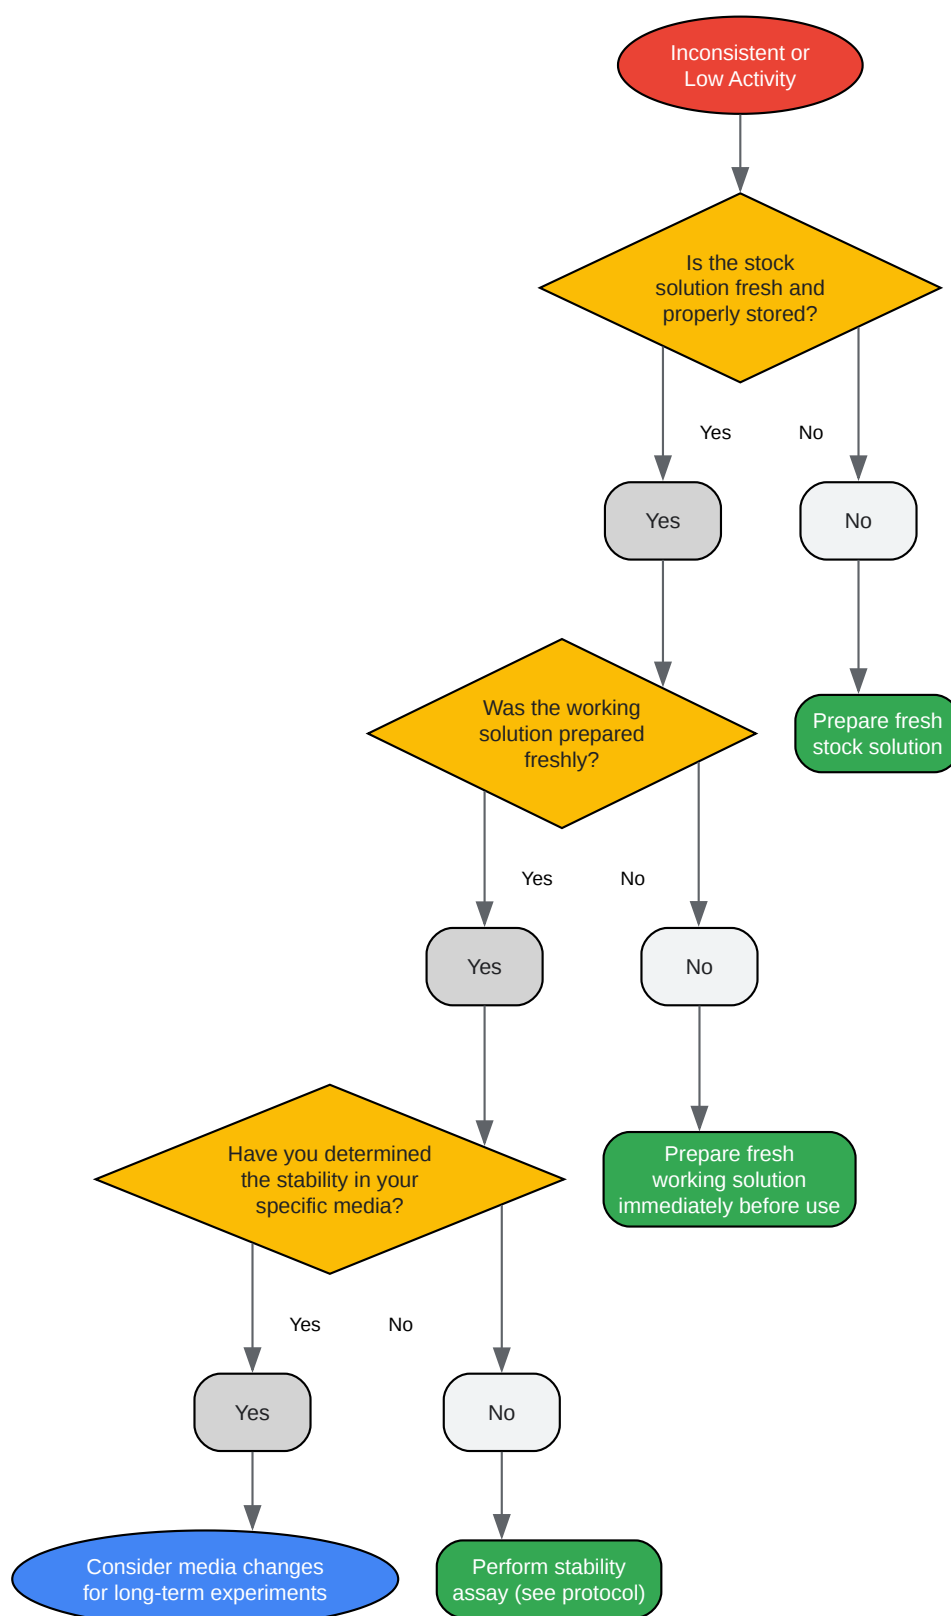 Inconsistent or
Low Activity
Is the stock
solution fresh and
properly stored?
Yes
No
Yes
No
Was the working
solution prepared
freshly?
Prepare fresh
stock solution
Yes
No
Yes
No
Have you determined
the stability in your
specific media?
Prepare fresh
working solution
immediately before use
Yes
No
Yes
No
Consider media changes
for long-term experiments
Perform stability
assay (see protocol)